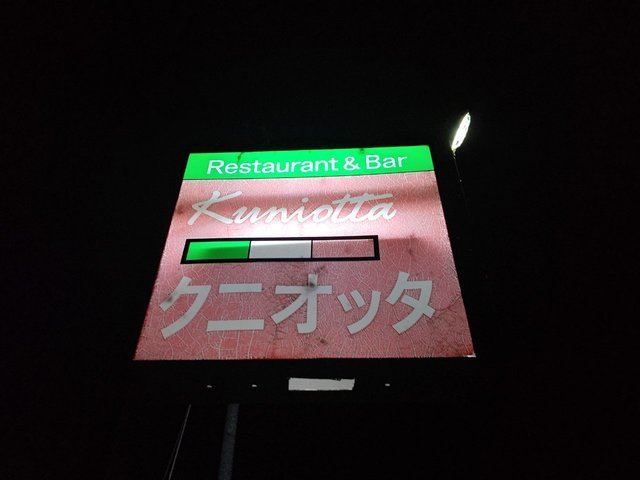 Restaurant & Bar
Kuniotta
クニオッタ